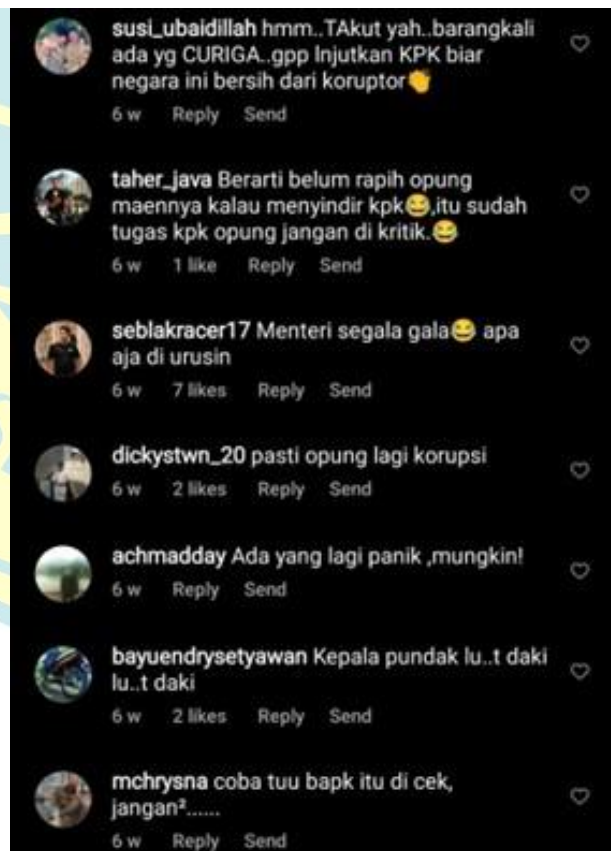 susi_ubaidillah hmm..TAkut yah..barangkali
ada yg CURIGA..gpp lnjutkan KPK biar
negara ini bersih dari koruptor👏
6 w Reply Send
taher_java Berarti belum rapih opung
maennya kalau menyindir kpk😂,itu sudah
tugas kpk opung jangan di kritik.😂
6 w 1 like Reply Send
seblakracer17 Menteri segala gala😂 apa
aja di urusin
6 w 7 likes Reply Send
dickystwn_20 pasti opung lagi korupsi
6 w 2 likes Reply Send
achmadday Ada yang lagi panik ,mungkin!
6 w Reply Send
bayuendrysetyawan Kepala pundak lu..t daki
lu..t daki
6 w 2 likes Reply Send
mchrysna coba tuu bapk itu di cek,
jangan²......
6 w Reply Send